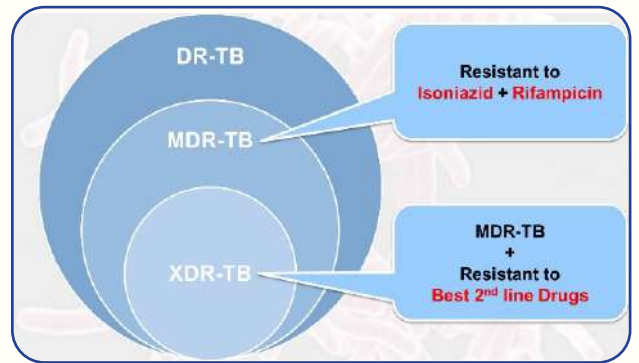 DR-TB
MDR-TB
XDR-TB
Resistant to
Isoniazid + Rifampicin
MDR-TB
+
Resistant to
Best 2nd line Drugs